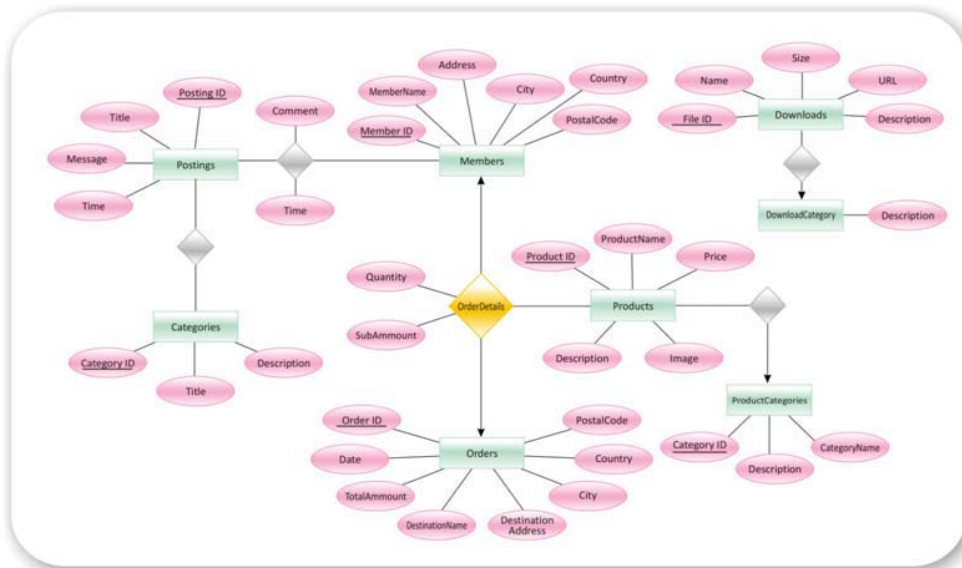 Posting ID
Title
Message
Time
Postings
Comment
Time
Categories
Category ID
Title
Description
Address
MemberName
City
Country
Member ID
PostalCode
Members
Size
Name
URL
File ID
Downloads
Description
DownloadCategory
Description
Quantity
SubAmmount
OrderDetails
ProductName
Product ID
Price
Products
Description
Image
ProductCategories
Category ID
Description
CategoryName
Order ID
PostalCode
Date
Orders
Country
TotalAmmount
City
DestinationName
Destination
Address